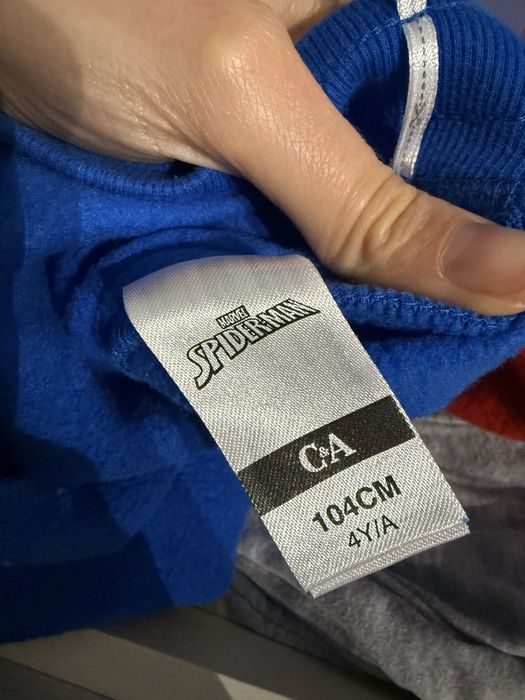 MARVEL
SPIDER-MAN
C&A
104CM
4Y/A